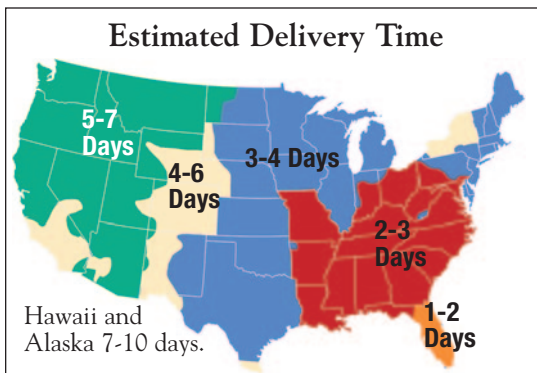 Estimated Delivery Time
5-7
Days
4-6
Days
3-4 Days
2-3
Days
1-2
Days
Hawaii and
Alaska 7-10 days.